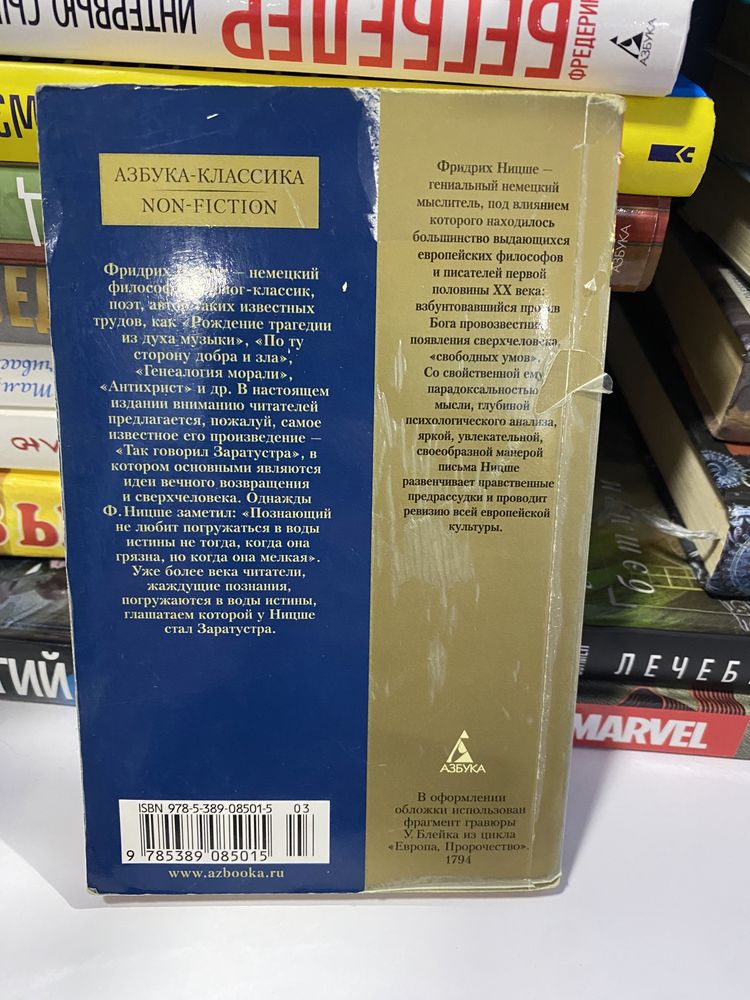 ИНТЕРВЬЮ СЫ
БЕГБЕДЕР
ФРЕДЕРИК
АЗБУКА
АЗБУКА
АЗБУКА-КЛАССИКА
NON-FICTION
Фридрих Ницше — немецкий
философ, поэт, автор таких известных
трудов, как «Рождение трагедии
из духа музыки», «По ту
сторону добра и зла»,
«Генеалогия морали»,
«Антихрист» и др. В настоящем
издании вниманию читателей
предлагается, пожалуй, самое
известное его произведение —
«Так говорил Заратустра», в
котором основными являются
идеи вечного возвращения
и сверхчеловека. Однажды
Ф. Ницше заметил: «Познающий
не любит погружаться в воды
истины не тогда, когда она
грязна, но когда она мелкая».
Уже более века читатели,
жаждущие познания,
погружаются в воды истины,
глашатаем которой у Ницше
стал Заратустра.
ISBN 978-5-389-08501-5
03
9 785389 085015
www.azbooka.ru
Фридрих Ницше —
гениальный немецкий
мыслитель, под влиянием
которого находилось
большинство выдающихся
европейских философов
и писателей первой
половины XX века:
взбунтовавшийся против
Бога провозвестник
появления сверхчеловека,
«свободных умов».
Со свойственной ему
парадоксальностью
мысли, глубиной
психологического анализа,
яркой, увлекательной,
своеобразной манерой
письма Ницше
развенчивает нравственные
предрассудки и проводит
ревизию всей европейской
культуры.
АЗБУКА
В оформлении
обложки использован
фрагмент гравюры
У. Блейка из цикла
«Европа, Пророчество».
1794
бэтмен
ЛЕЧЕБ
MARVEL
ГИЙ